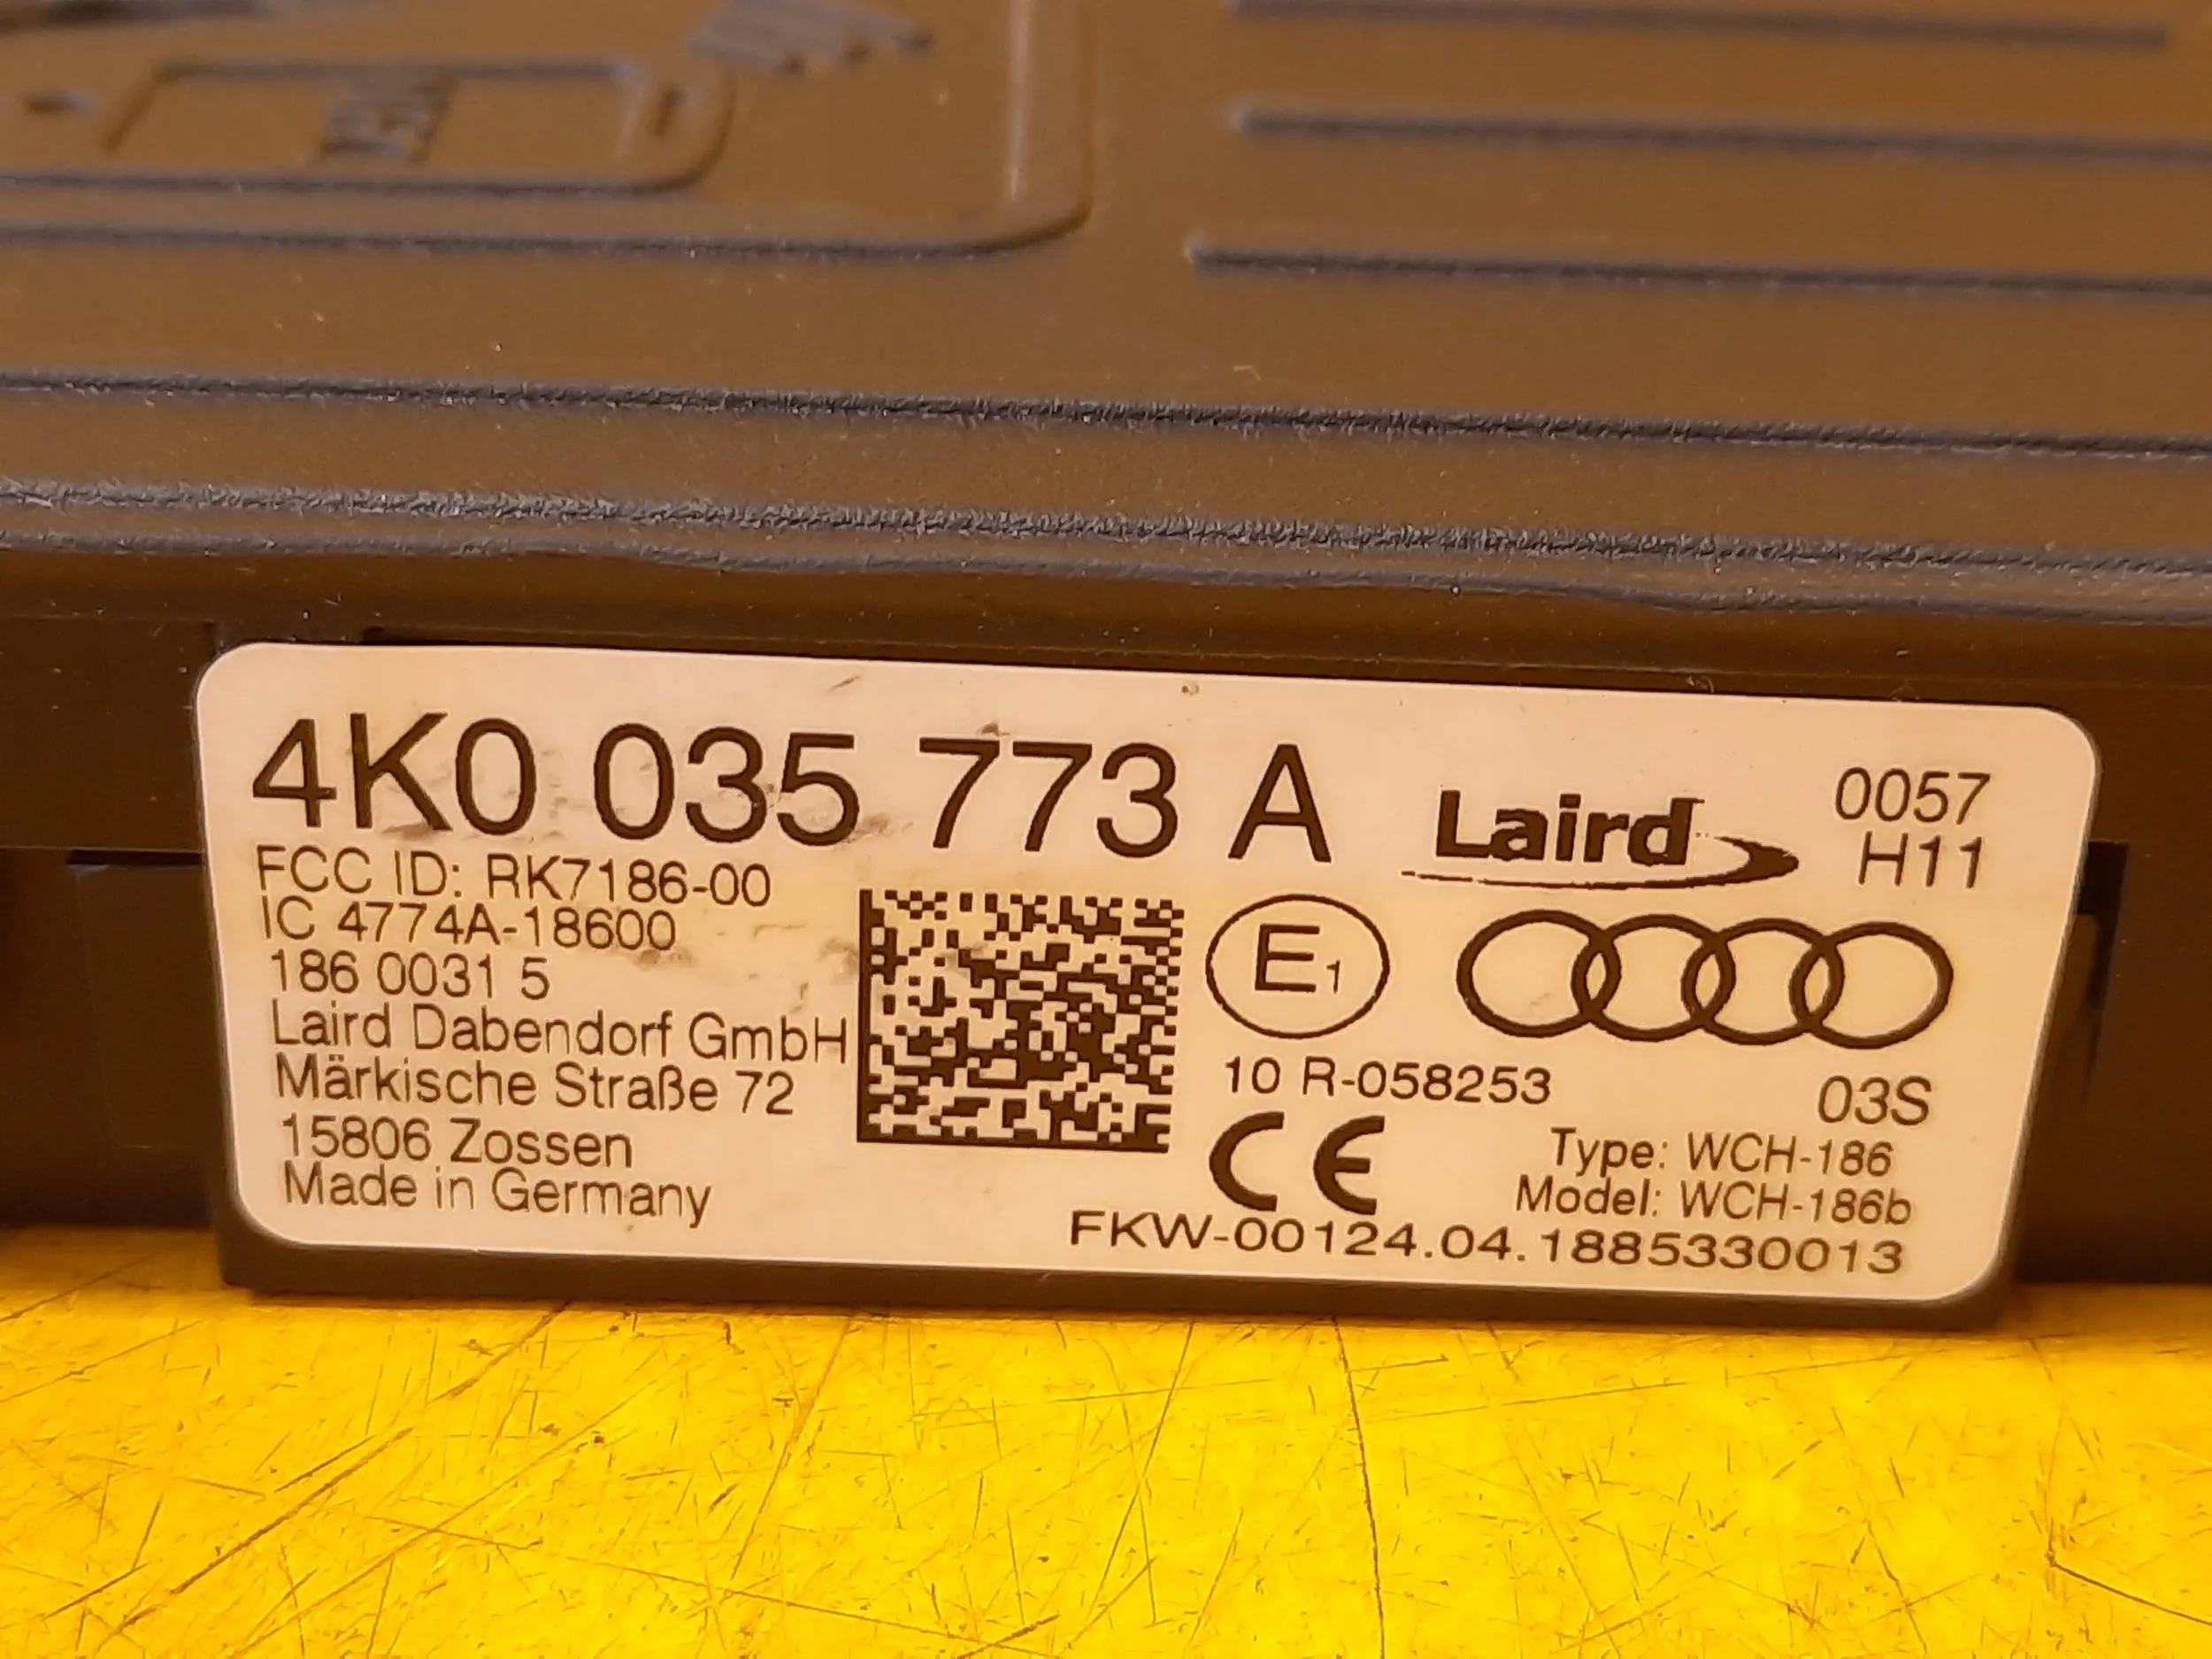 4K0 035 773 A
FCC ID: RK7186-00
IC 4774A-18600
186 0031 5
Laird Dabendorf GmbH
Märkische Straße 72
15806 Zossen
Made in Germany
Laird
0057
H11
E1
10 R-058253
03S
CE
Type: WCH-186
Model: WCH-186b
FKW-00124.04.1885330013